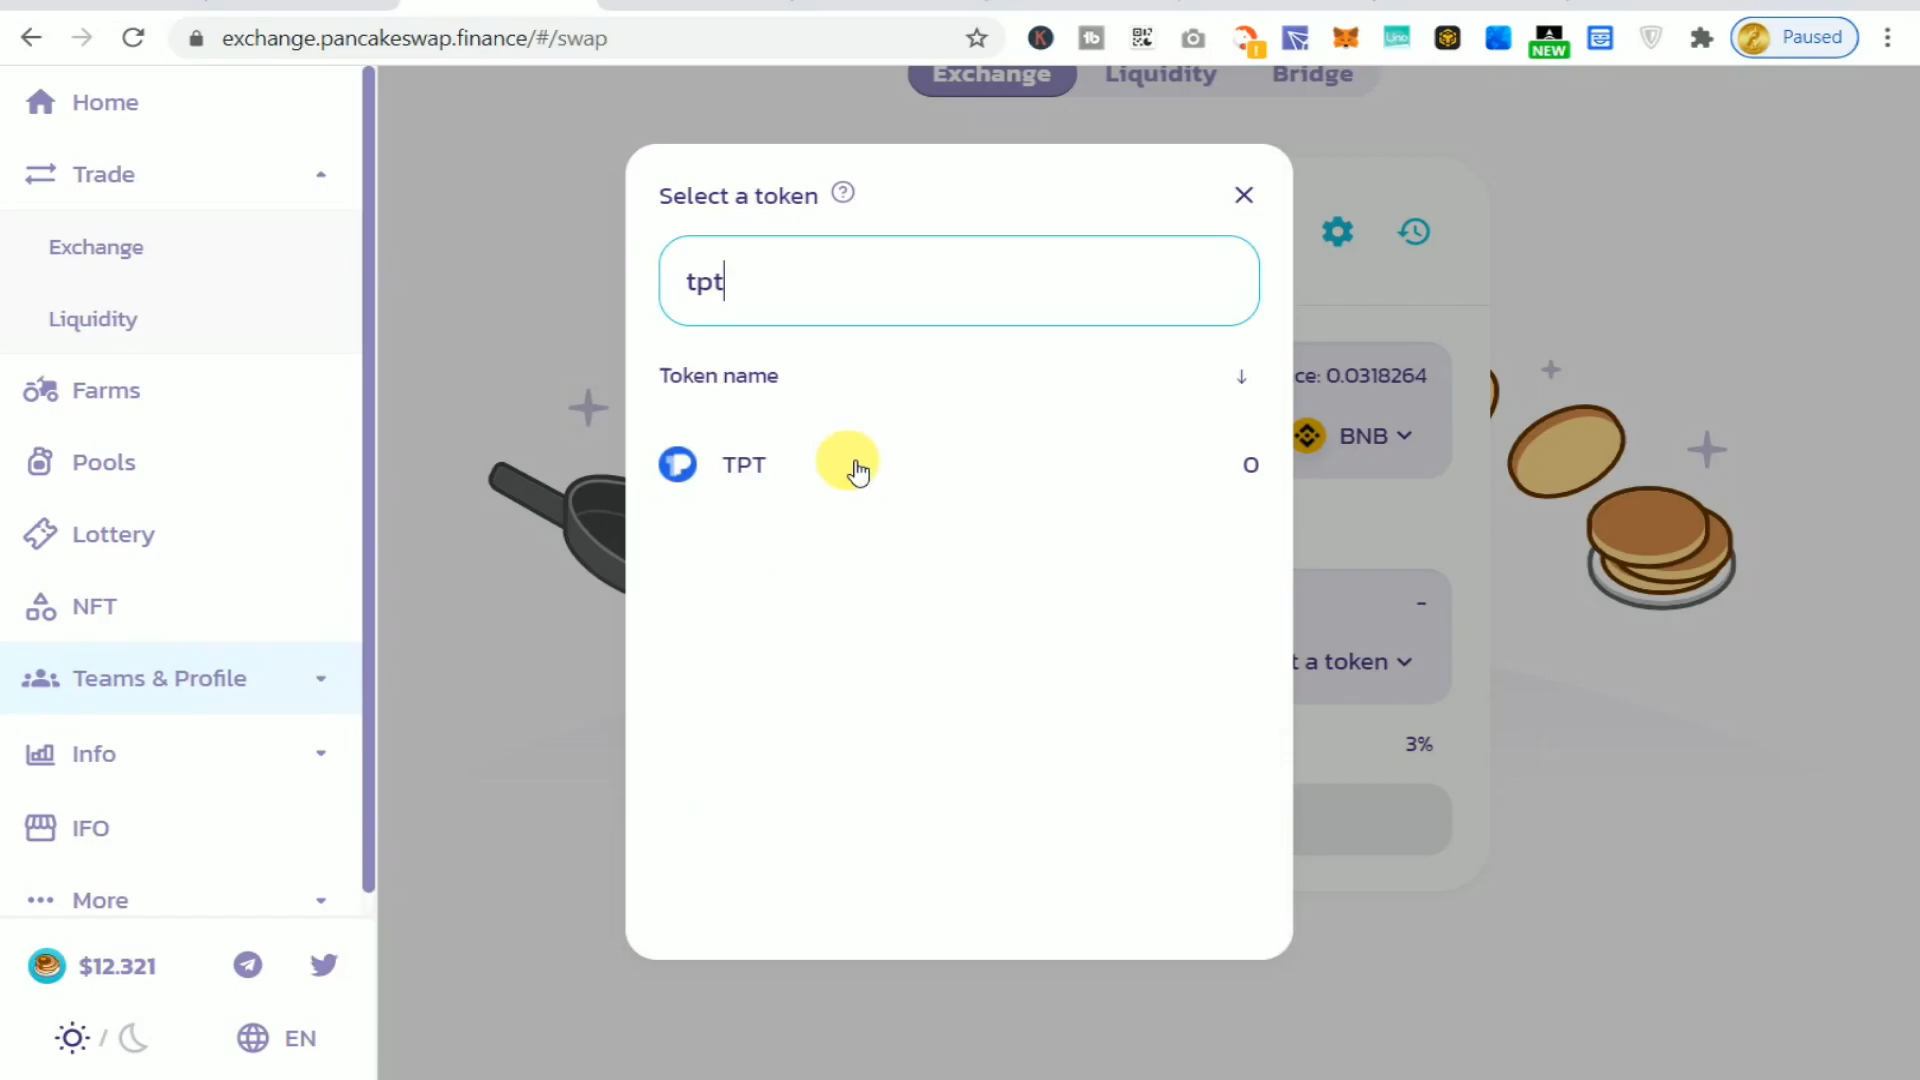 exchange.pancakeswap.finance/#/swap
NEW
Paused
Home
Trade
Exchange
Liquidity
Farms
Pools
Lottery
NFT
Teams & Profile
Info
IFO
More
$12.321
/
EN
Exchange
Liquidity
Bridge
Select a token
tpt
Token name
TPT
0
ce: 0.0318264
BNB
-
t a token
3%